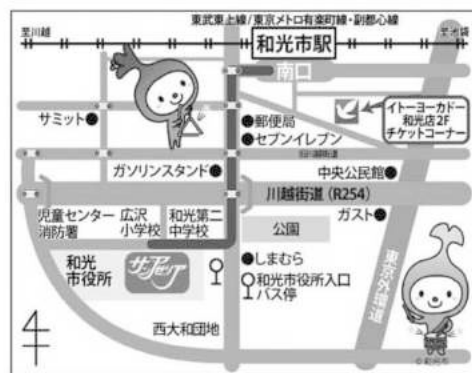 東武東上線/東京メトロ有楽町線・副都心線
至川越
至池袋
和光市駅
南口
サミット
郵便局
セブンイレブン
イトーヨーカドー
和光店2F
チケットコーナー
ガソリンスタンド
中央公民館
川越街道(R254)
児童センター
消防署
広沢
小学校
和光第二
中学校
公園
ガスト
和光
市役所
サンアゼリア
しまむら
和光市役所入口
バス停
東京外環道
西大和団地
©和光市